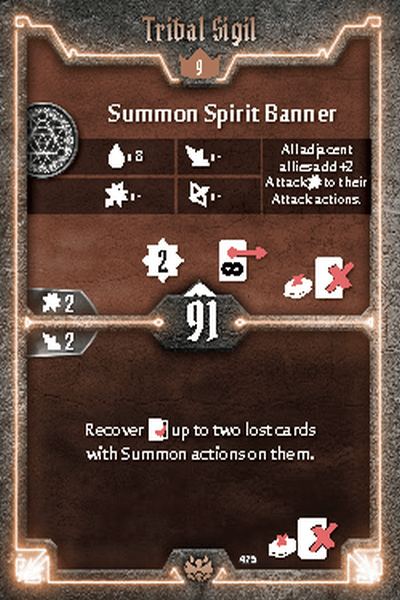 Tribal Sigil
9
Summon Spirit Banner
: 8
: -
: -
: -
All adjacent
allies add +2
Attack to their
Attack actions.
2
8
2
91
2
Recover up to two lost cards
with Summon actions on them.
425